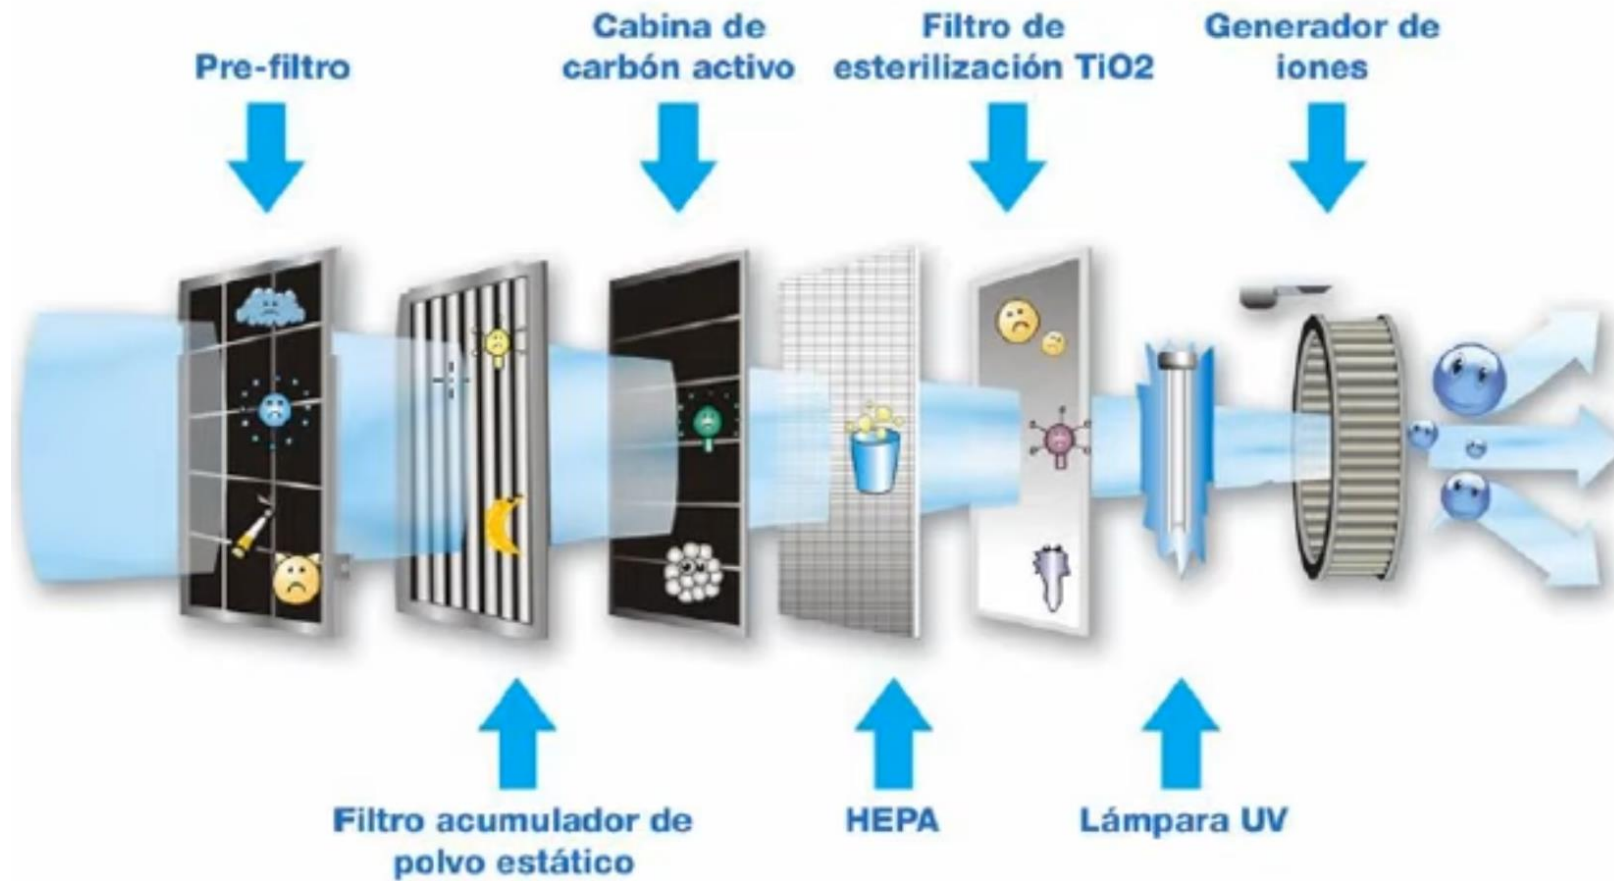 Pre-filtro
Cabina de
carbón activo
Filtro de
esterilización TiO2
Generador de
iones
Filtro acumulador de
polvo estático
HEPA
Lámpara UV